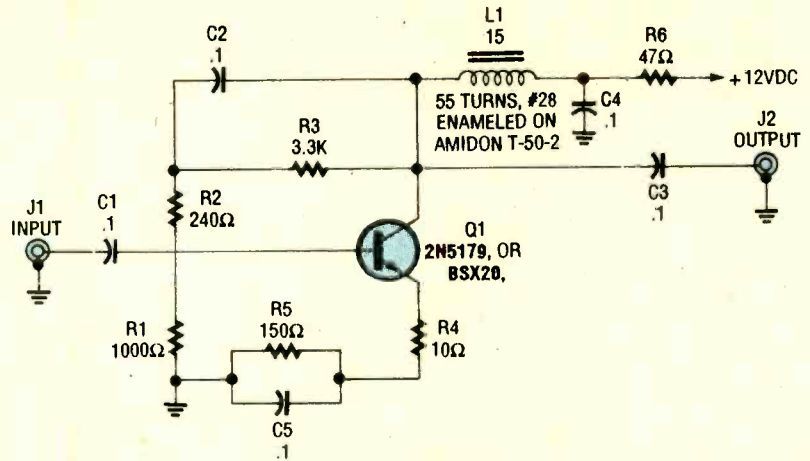 C2
.1
L1
15
R6
47Ω
+12VDC
55 TURNS, #28
ENAMELED ON
AMIDON T-50-2
C4
.1
R3
3.3K
J2
OUTPUT
C3
.1
R2
240Ω
C1
.1
J1
INPUT
Q1
2N5179, OR
BSX20,
R5
150Ω
R4
10Ω
R1
1000Ω
C5
.1